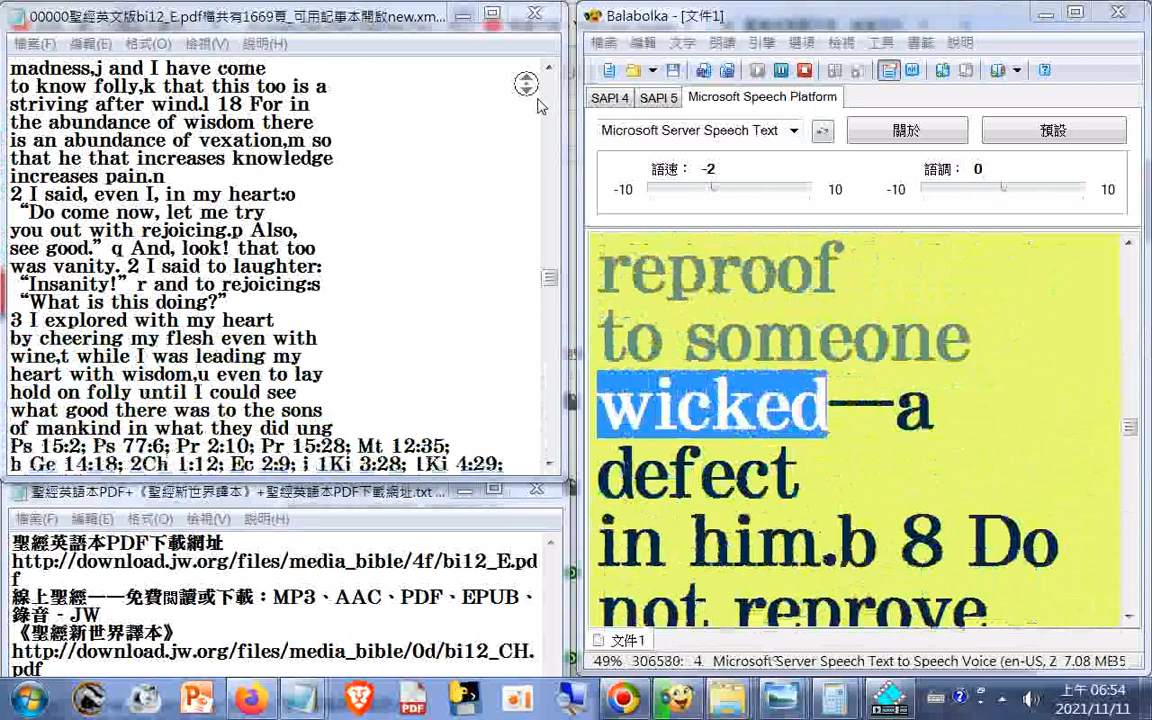 00000聖經英文版bi12_E.pdf檔共有1669頁_可用記事本開啟new.xm...
檔案(F) 編輯(E) 格式(O) 檢視(V) 說明(H)
madness,j and I have come
to know folly,k that this too is a
striving after wind.l 18 For in
the abundance of wisdom there
is an abundance of vexation,m so
that he that increases knowledge
increases pain.n
2 I said, even I, in my heart:o
“Do come now, let me try
you out with rejoicing.p Also,
see good.” q And, look! that too
was vanity. 2 I said to laughter:
“Insanity!” r and to rejoicing:s
“What is this doing?”
3 I explored with my heart
by cheering my flesh even with
wine,t while I was leading my
heart with wisdom,u even to lay
hold on folly until I could see
what good there was to the sons
of mankind in what they did ung
Ps 15:2; Ps 77:6; Pr 2:10; Pr 15:28; Mt 12:35;
h Ge 14:18; 2Ch 1:12; Ec 2:9; i 1Ki 3:28; 1Ki 4:29;
聖經英語本PDF+《聖經新世界譯本》+聖經英語本PDF下載網址.txt ...
檔案(F) 編輯(E) 格式(O) 檢視(V) 說明(H)
聖經英語本PDF下載網址
http://download.jw.org/files/media_bible/4f/bi12_E.pd
f
線上聖經——免費閱讀或下載：MP3、AAC、PDF、EPUB、
錄音 - JW
《聖經新世界譯本》
http://download.jw.org/files/media_bible/0d/bi12_CH.
pdf
Balabolka - [文件1]
檔案 編輯 文字 朗讀 引擎 選項 檢視 工具 書籤 說明
SAPI 4 SAPI 5 Microsoft Speech Platform
Microsoft Server Speech Text 關於 預設
語速： -2 語調： 0
-10 10 -10 10
reproof
to someone
wicked—a
defect
in him.b 8 Do
not reprove
文件1
49% 306580: 4. Microsoft Server Speech Text to Speech Voice (en-US, 2 7.08 MB
上午 06:54
2021/11/11